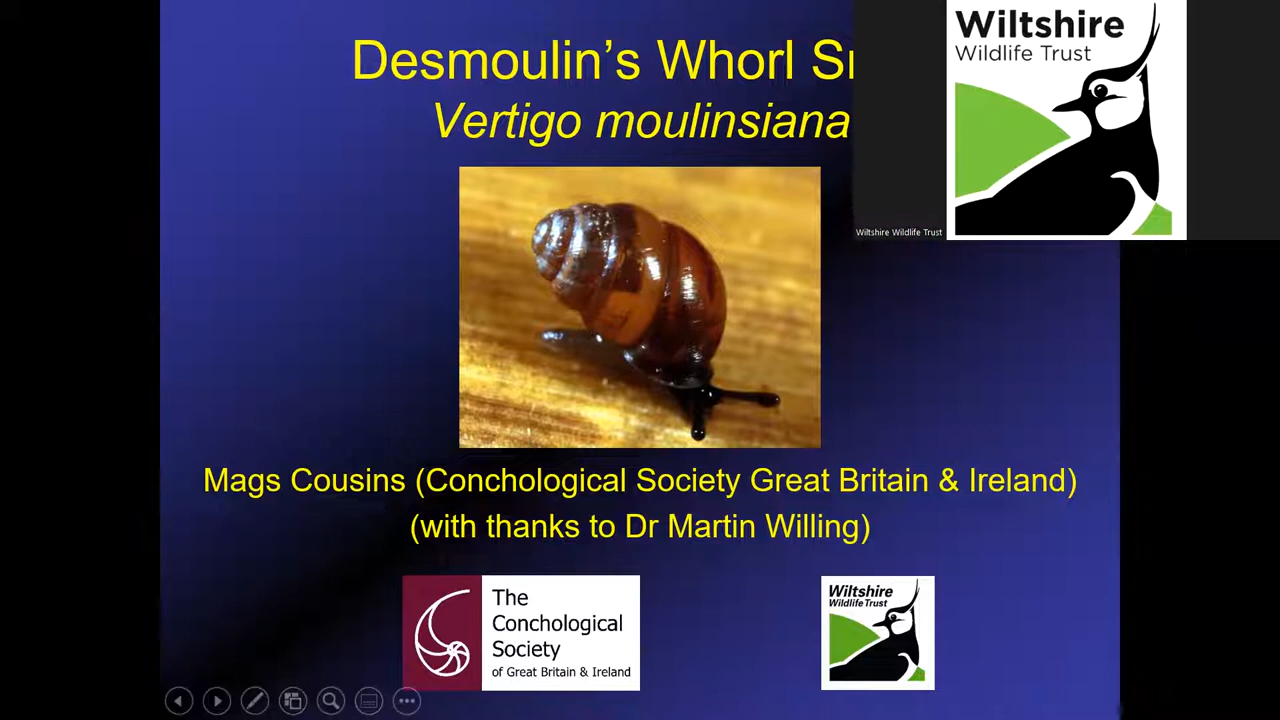 Desmoulin's Whorl
Vertigo moulinsiana
Wiltshire
Wildlife Trust
Wiltshire Wildlife Trust
Mags Cousins (Conchological Society Great Britain & Ireland)
(with thanks to Dr Martin Willing)
The
Conchological
Society
of Great Britain & Ireland
Wiltshire
Wildlife Trust